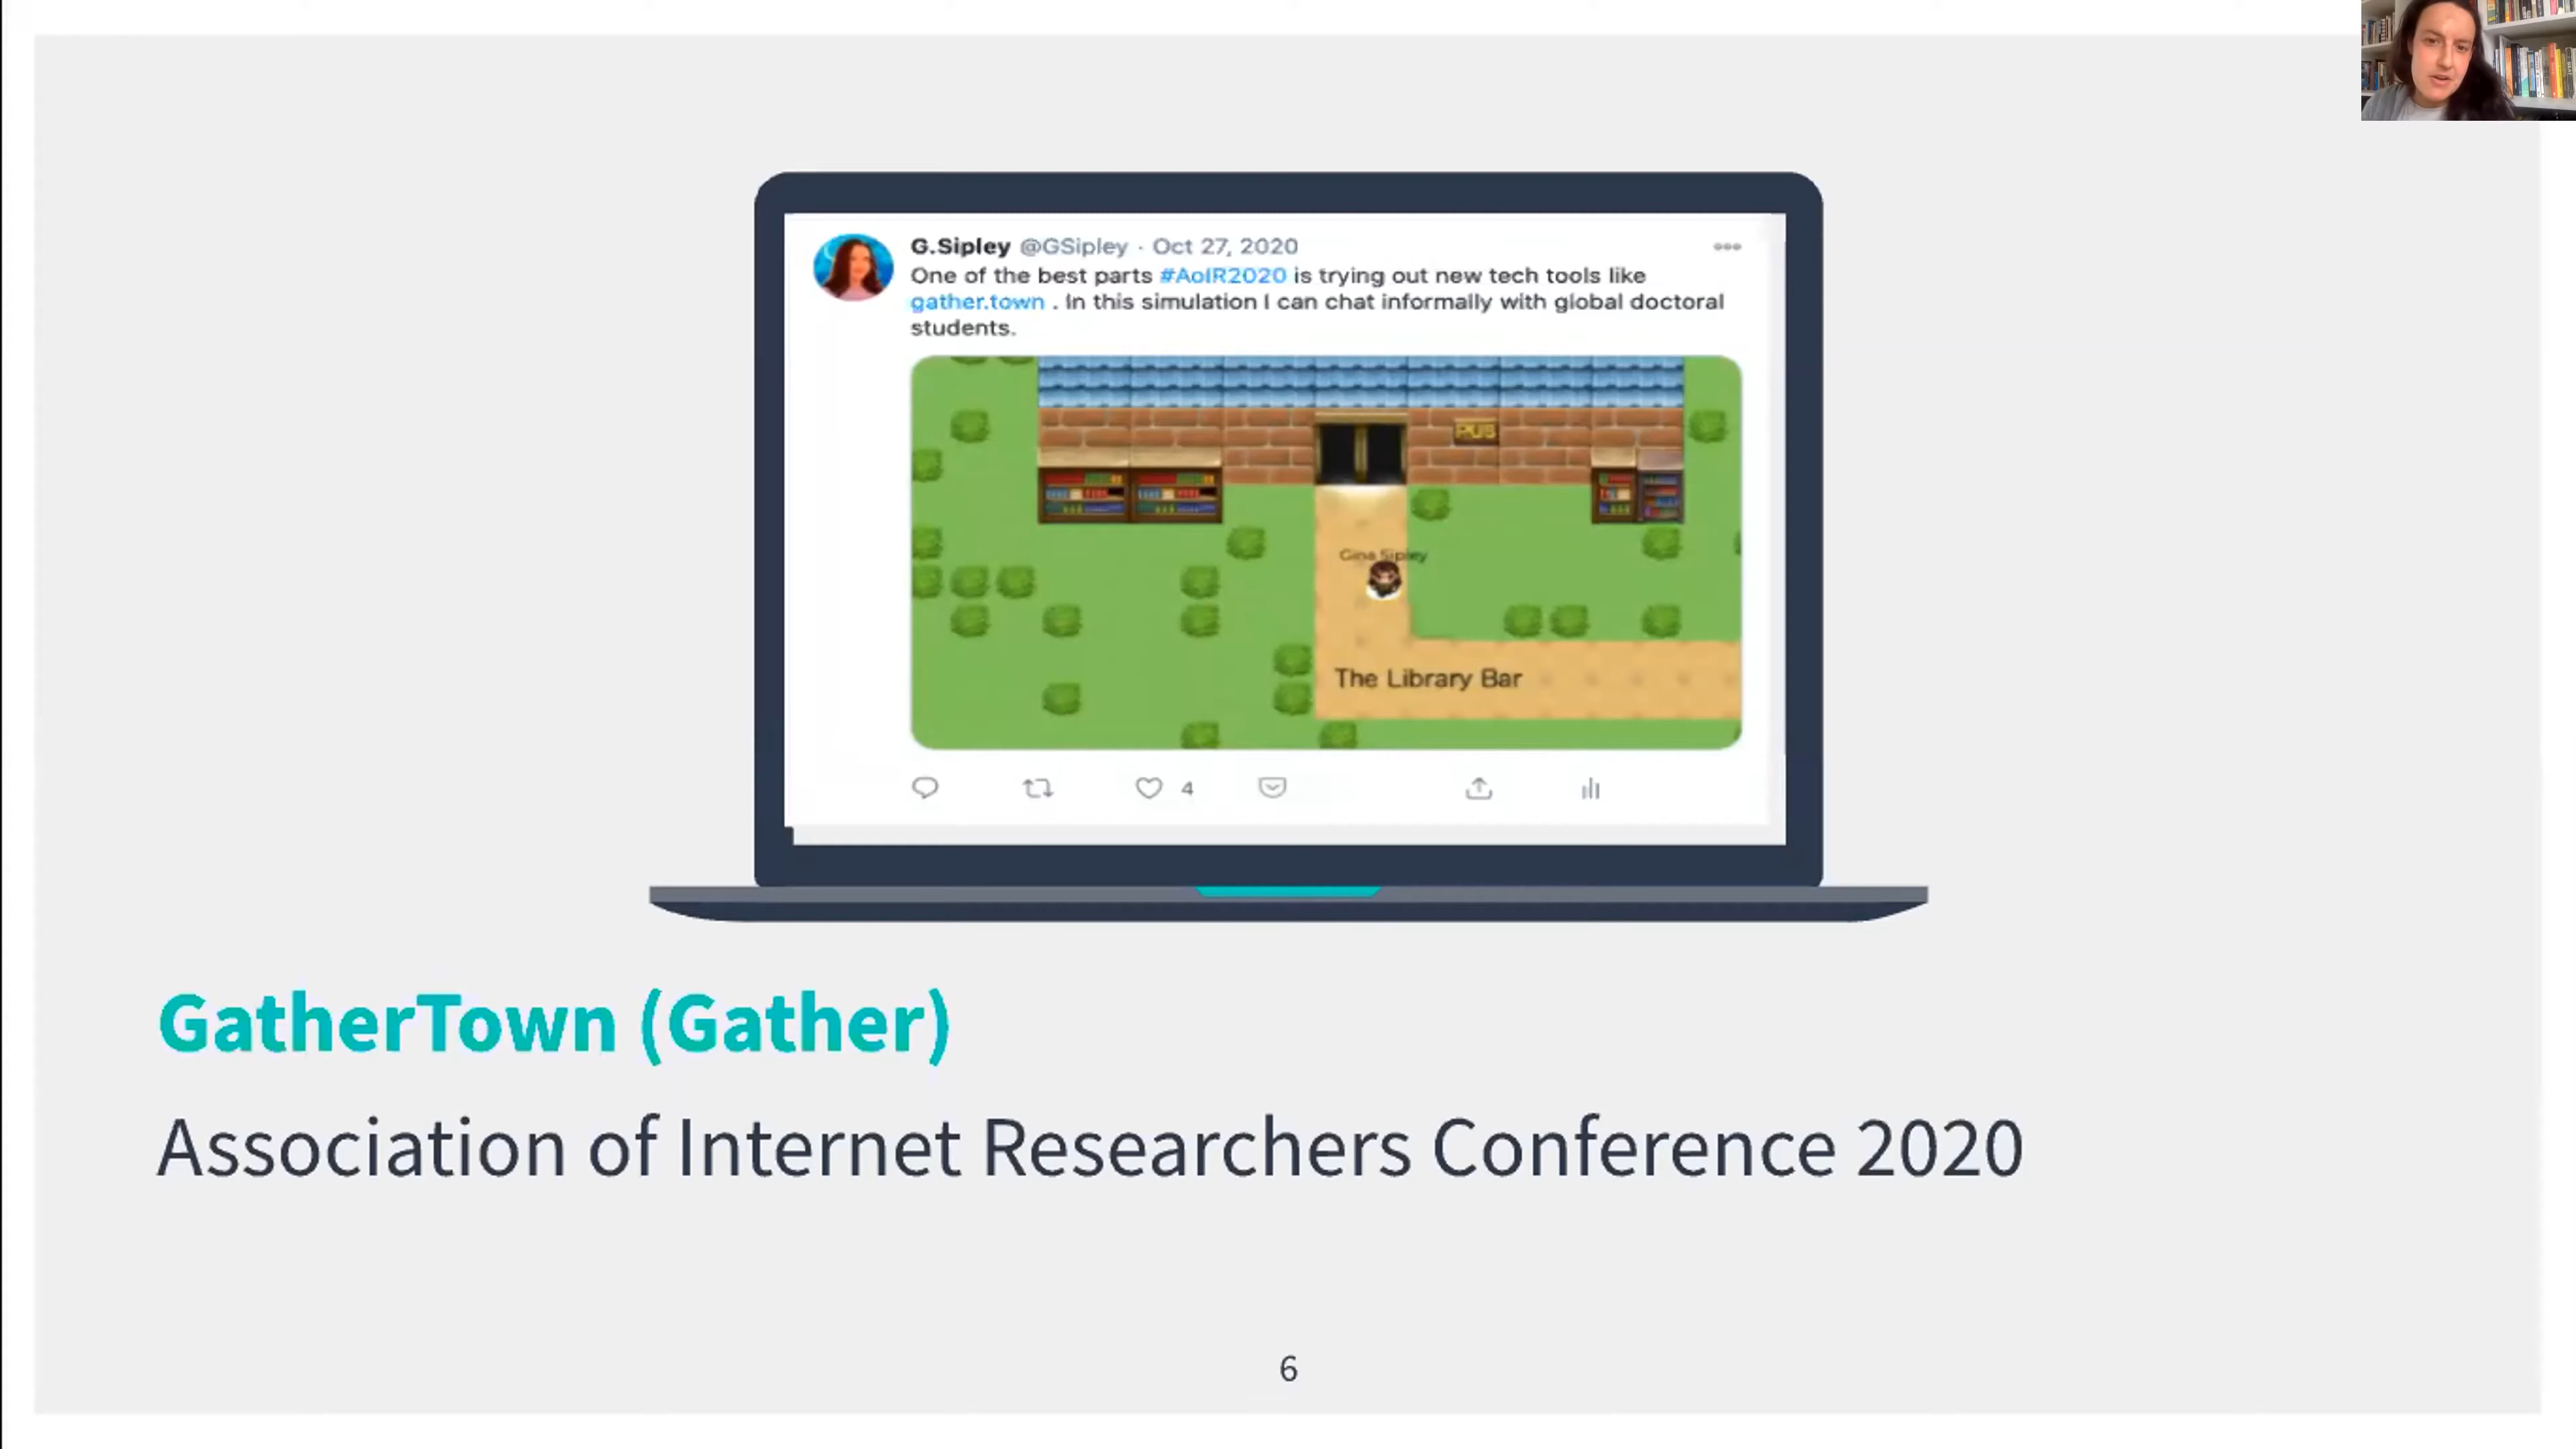 G.Sipley @GSipley · Oct 27, 2020
One of the best parts #AoIR2020 is trying out new tech tools like
gather.town . In this simulation I can chat informally with global doctoral
students.
PUB
Gina Sipley
The Library Bar
4
GatherTown (Gather)
Association of Internet Researchers Conference 2020
6